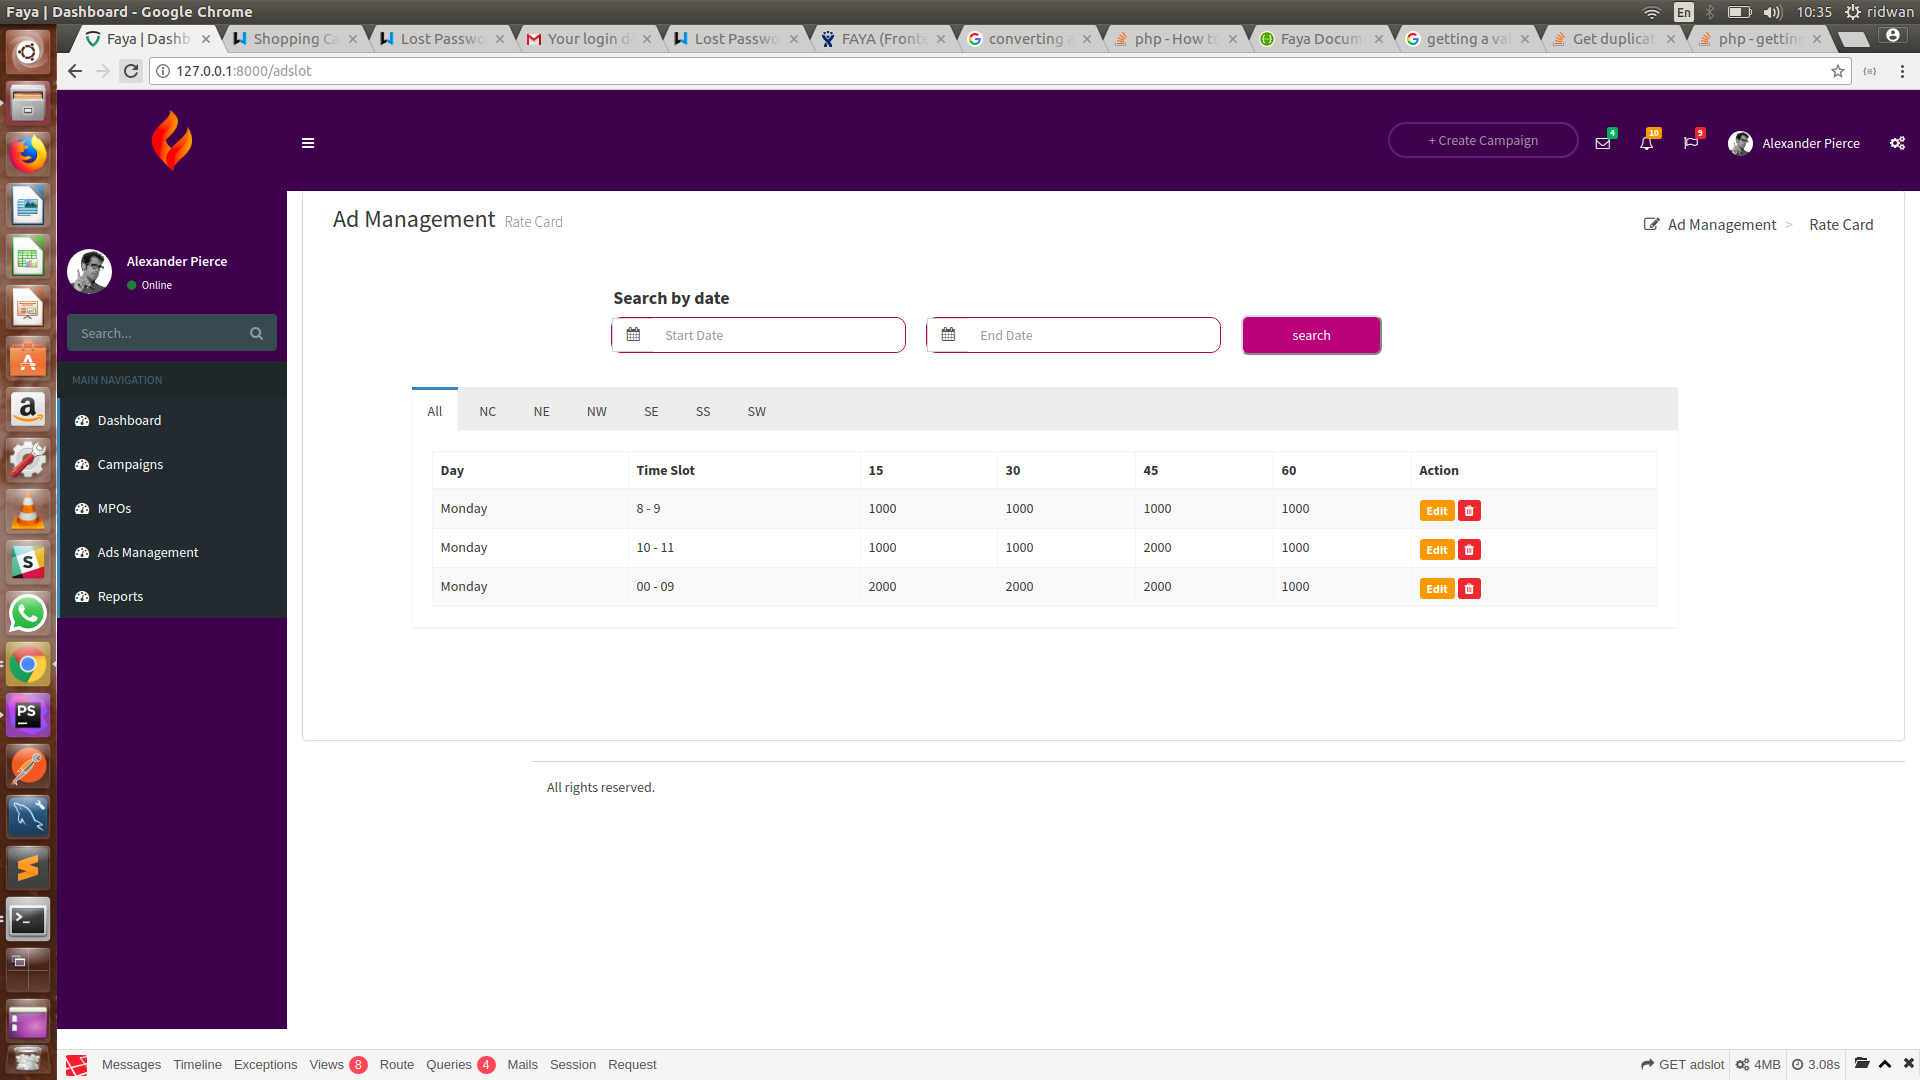 Faya | Dashboard - Google Chrome
En
10:35
ridwan
Faya | Dashb
Shopping Ca
Lost Passwo
Your login d
Lost Passwo
FAYA (Fronte
converting a
php - How to
Faya Docum
getting a val
Get duplicat
php - getting
127.0.0.1:8000/adslot
+ Create Campaign
4
10
9
Alexander Pierce
Ad Management Rate Card
Ad Management > Rate Card
Alexander Pierce
Online
Search...
MAIN NAVIGATION
Dashboard
Campaigns
MPOs
Ads Management
Reports
Search by date
Start Date
End Date
search
All NC NE NW SE SS SW
Day Time Slot 15 30 45 60 Action
Monday 8 - 9 1000 1000 1000 1000 Edit
Monday 10 - 11 1000 1000 2000 1000 Edit
Monday 00 - 09 2000 2000 2000 1000 Edit
All rights reserved.
Messages Timeline Exceptions Views 8 Route Queries 4 Mails Session Request
GET adslot 4MB 3.08s